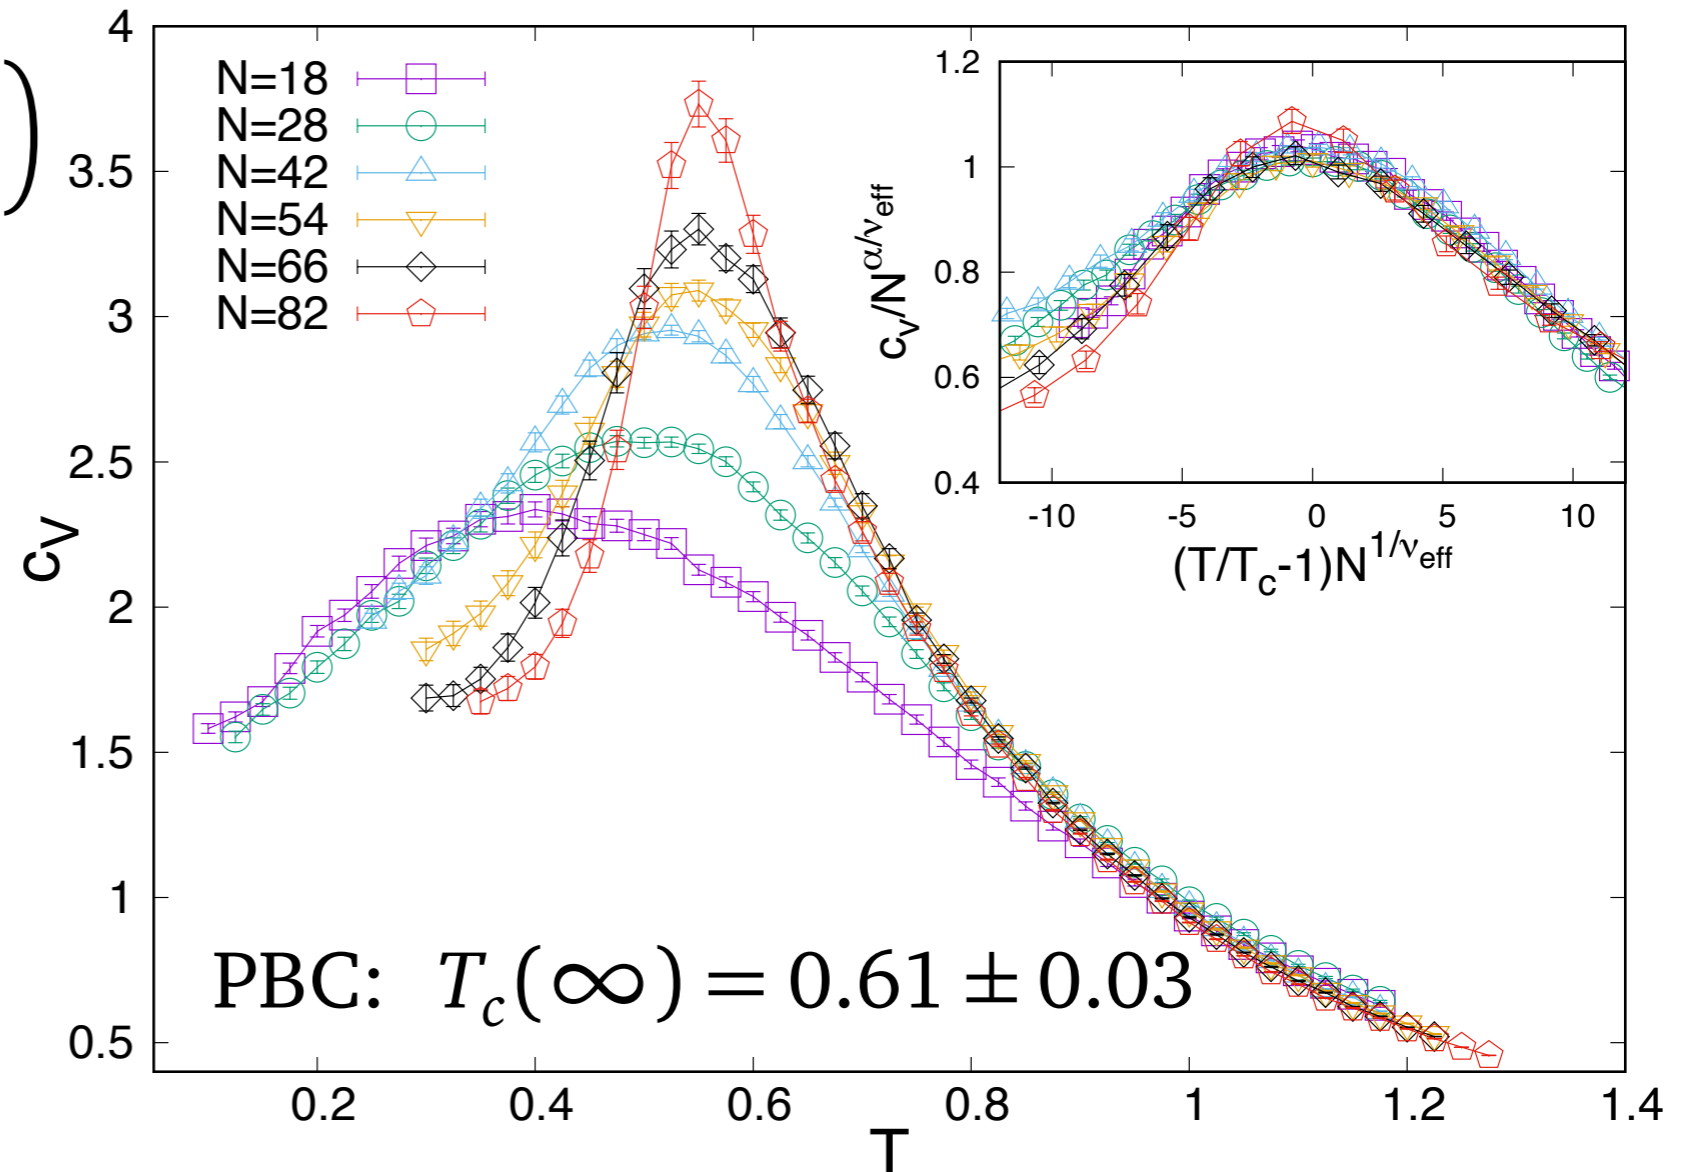 )
4
3.5
3
2.5
2
1.5
1
0.5
c_V
N=18
N=28
N=42
N=54
N=66
N=82
1.2
1
0.8
0.6
0.4
c_v/N^{α/ν_eff}
-10 -5 0 5 10
(T/T_c-1)N^{1/ν_eff}
PBC: T_c(∞) = 0.61 ± 0.03
0.2 0.4 0.6 0.8 1 1.2 1.4
T